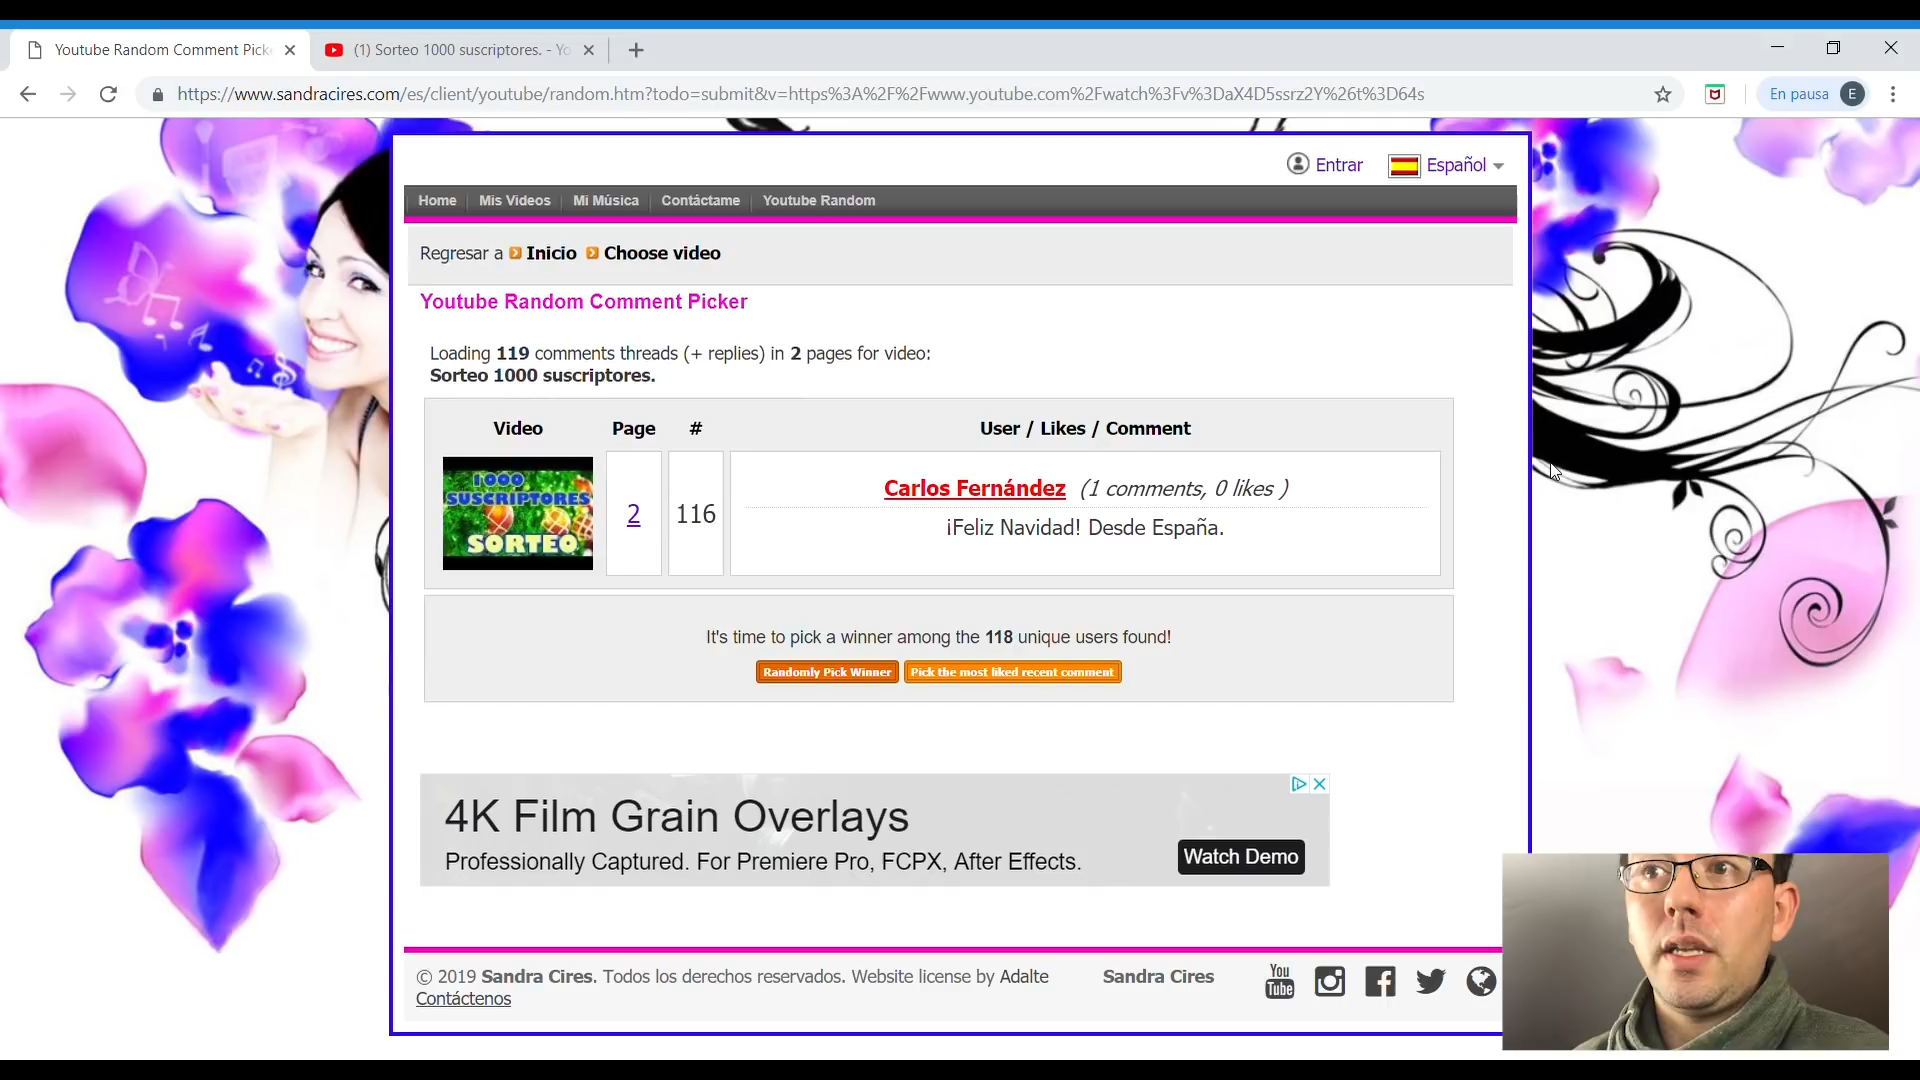 Youtube Random Comment Pick
(1) Sorteo 1000 suscriptores. - Yo
https://www.sandracires.com/es/client/youtube/random.htm?todo=submit&v=https%3A%2F%2Fwww.youtube.com%2Fwatch%3Fv%3DaX4D5ssrz2Y%26t%3D64s
En pausa E
Entrar Español
Home Mis Videos Mi Música Contáctame Youtube Random
Regresar a Inicio Choose video
Youtube Random Comment Picker
Loading 119 comments threads (+ replies) in 2 pages for video:
Sorteo 1000 suscriptores.
Video Page # User / Likes / Comment
1000
SUSCRIPTORES
SORTEO
2 116
Carlos Fernández (1 comments, 0 likes )
¡Feliz Navidad! Desde España.
It's time to pick a winner among the 118 unique users found!
Randomly Pick Winner Pick the most liked recent comment
4K Film Grain Overlays
Professionally Captured. For Premiere Pro, FCPX, After Effects.
Watch Demo
© 2019 Sandra Cires. Todos los derechos reservados. Website license by Adalte
Contáctenos
Sandra Cires
You
Tube